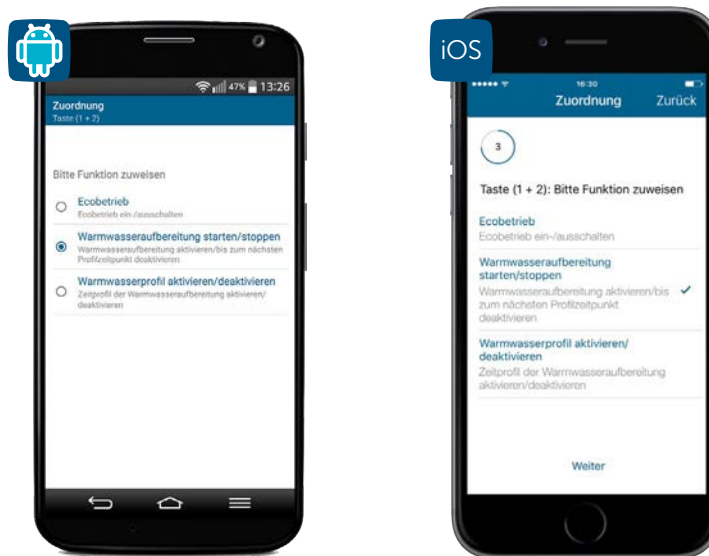 47% 13:26
Zuordnung
Taste (1 + 2)
Bitte Funktion zuweisen
Ecobetrieb
Ecobetrieb ein-/ausschalten
Warmwasseraufbereitung starten/stoppen
Warmwasseraufbereitung aktivieren/bis zum nächsten
Profilzeitpunkt deaktivieren
Warmwasserprofil aktivieren/deaktivieren
Zeitprofil der Warmwasseraufbereitung aktivieren/
deaktivieren
iOS
16:30
Zuordnung Zurück
3
Taste (1 + 2): Bitte Funktion zuweisen
Ecobetrieb
Ecobetrieb ein-/ausschalten
Warmwasseraufbereitung
starten/stoppen
Warmwasseraufbereitung aktivieren/bis
zum nächsten Profilzeitpunkt
deaktivieren
Warmwasserprofil aktivieren/
deaktivieren
Zeitprofil der Warmwasseraufbereitung
aktivieren/deaktivieren
Weiter